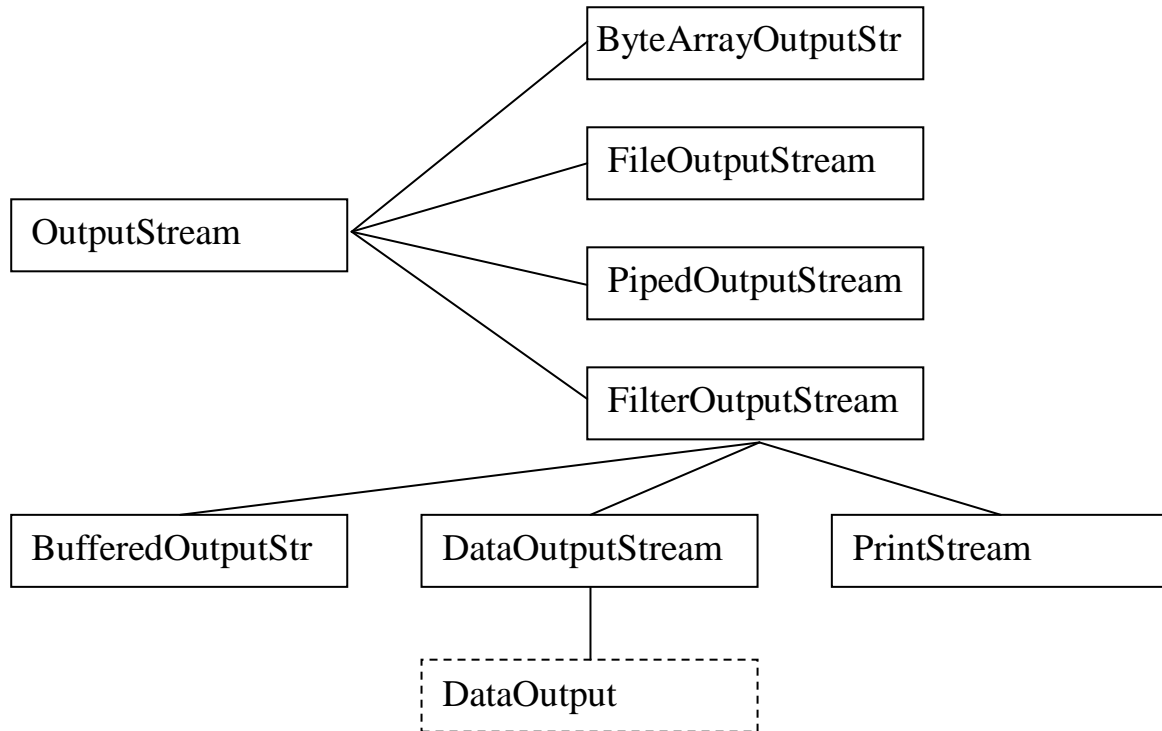 ByteArrayOutputStr
FileOutputStream
OutputStream
PipedOutputStream
FilterOutputStream
BufferedOutputStr
DataOutputStream
PrintStream
DataOutput